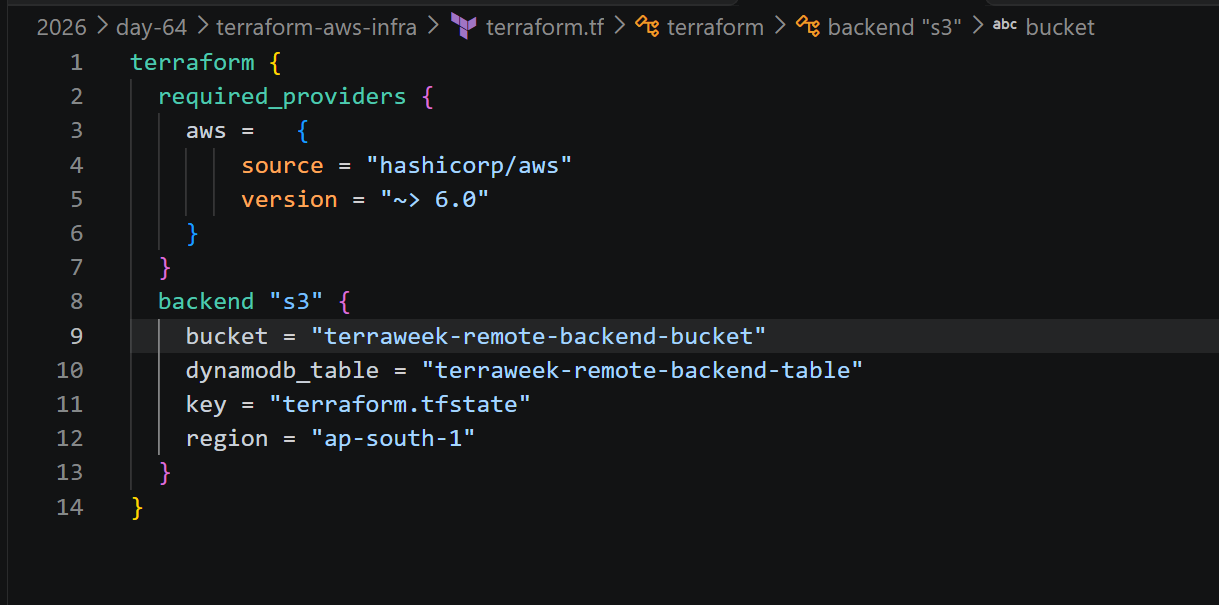 2026 > day-64 > terraform-aws-infra > terraform.tf > terraform > backend "s3" > abc bucket
1 terraform {
2   required_providers {
3     aws =   {
4         source = "hashicorp/aws"
5         version = "~> 6.0"
6     }
7   }
8   backend "s3" {
9     bucket = "terraweek-remote-backend-bucket"
10     dynamodb_table = "terraweek-remote-backend-table"
11     key = "terraform.tfstate"
12     region = "ap-south-1"
13   }
14 }